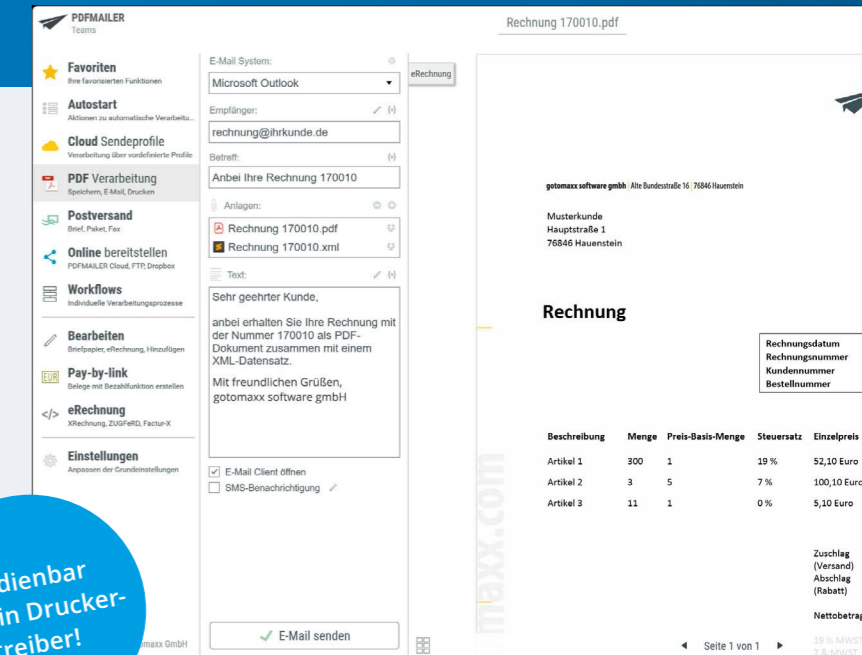 PDFMAILER
Teams
Rechnung 170010.pdf
Favoriten
Ihre favorisierten Funktionen
Autostart
Aktionen zu automatische Verarbeitu...
Cloud Sendeprofile
Verarbeitung über vordefinierte Profile
PDF Verarbeitung
Speichern, E-Mail, Drucken
Postversand
Brief, Paket, Fax
Online bereitstellen
PDFMAILER Cloud, FTP, Dropbox
Workflows
Individuelle Verarbeitungsprozesse
Bearbeiten
Briefpapier, eRechnung, Hinzufügen
EUR
Pay-by-link
Belege mit Bezahlfunktion erstellen
</> eRechnung
XRechnung, ZUGFeRD, Factur-X
Einstellungen
Anpassen der Grundeinstellungen
dienbar
in Drucker-
treiber!
omaxx GmbH
E-Mail System:
Microsoft Outlook
Empfänger:
rechnung@ihrkunde.de
Betreff:
Anbei Ihre Rechnung 170010
Anlagen:
Rechnung 170010.pdf
Rechnung 170010.xml
Text:
Sehr geehrter Kunde,
anbei erhalten Sie Ihre Rechnung mit
der Nummer 170010 als PDF-
Dokument zusammen mit einem
XML-Datensatz.
Mit freundlichen Grüßen,
gotomaxx software gmbH
E-Mail Client öffnen
SMS-Benachrichtigung
E-Mail senden
eRechnung
gotomaxx software gmbh | Alte Bundesstraße 16 | 76846 Hauenstein
Musterkunde
Hauptstraße 1
76846 Hauenstein
Rechnung
Rechnungsdatum
Rechnungsnummer
Kundennummer
Bestellnummer
Beschreibung Menge Preis-Basis-Menge Steuersatz Einzelpreis
Artikel 1 300 1 19 % 52,10 Euro
Artikel 2 3 5 7 % 100,10 Euro
Artikel 3 11 1 0 % 5,10 Euro
Zuschlag
(Versand)
Abschlag
(Rabatt)
Nettobetrag
19 % MWST
7 % MWST
maxx.com
Seite 1 von 1